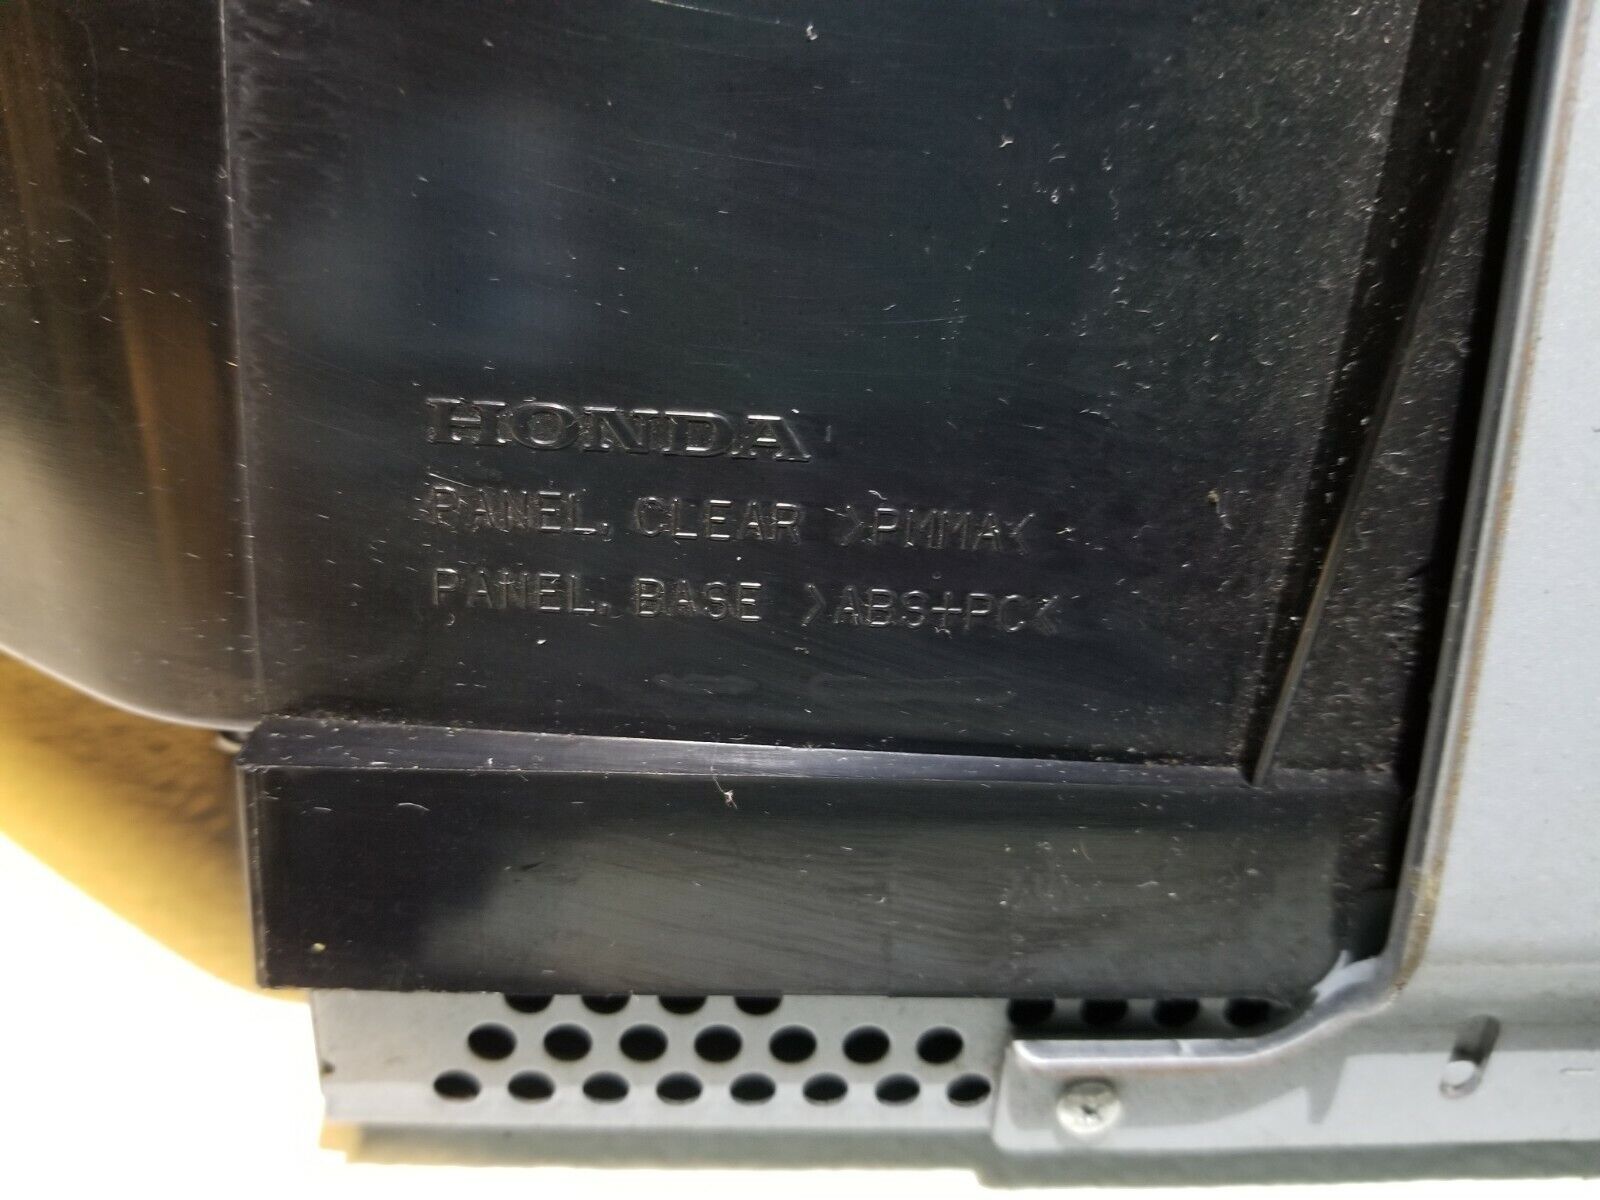 HONDA
PANEL, CLEAR >PMMA<
PANEL, BASE >ABS+PC<